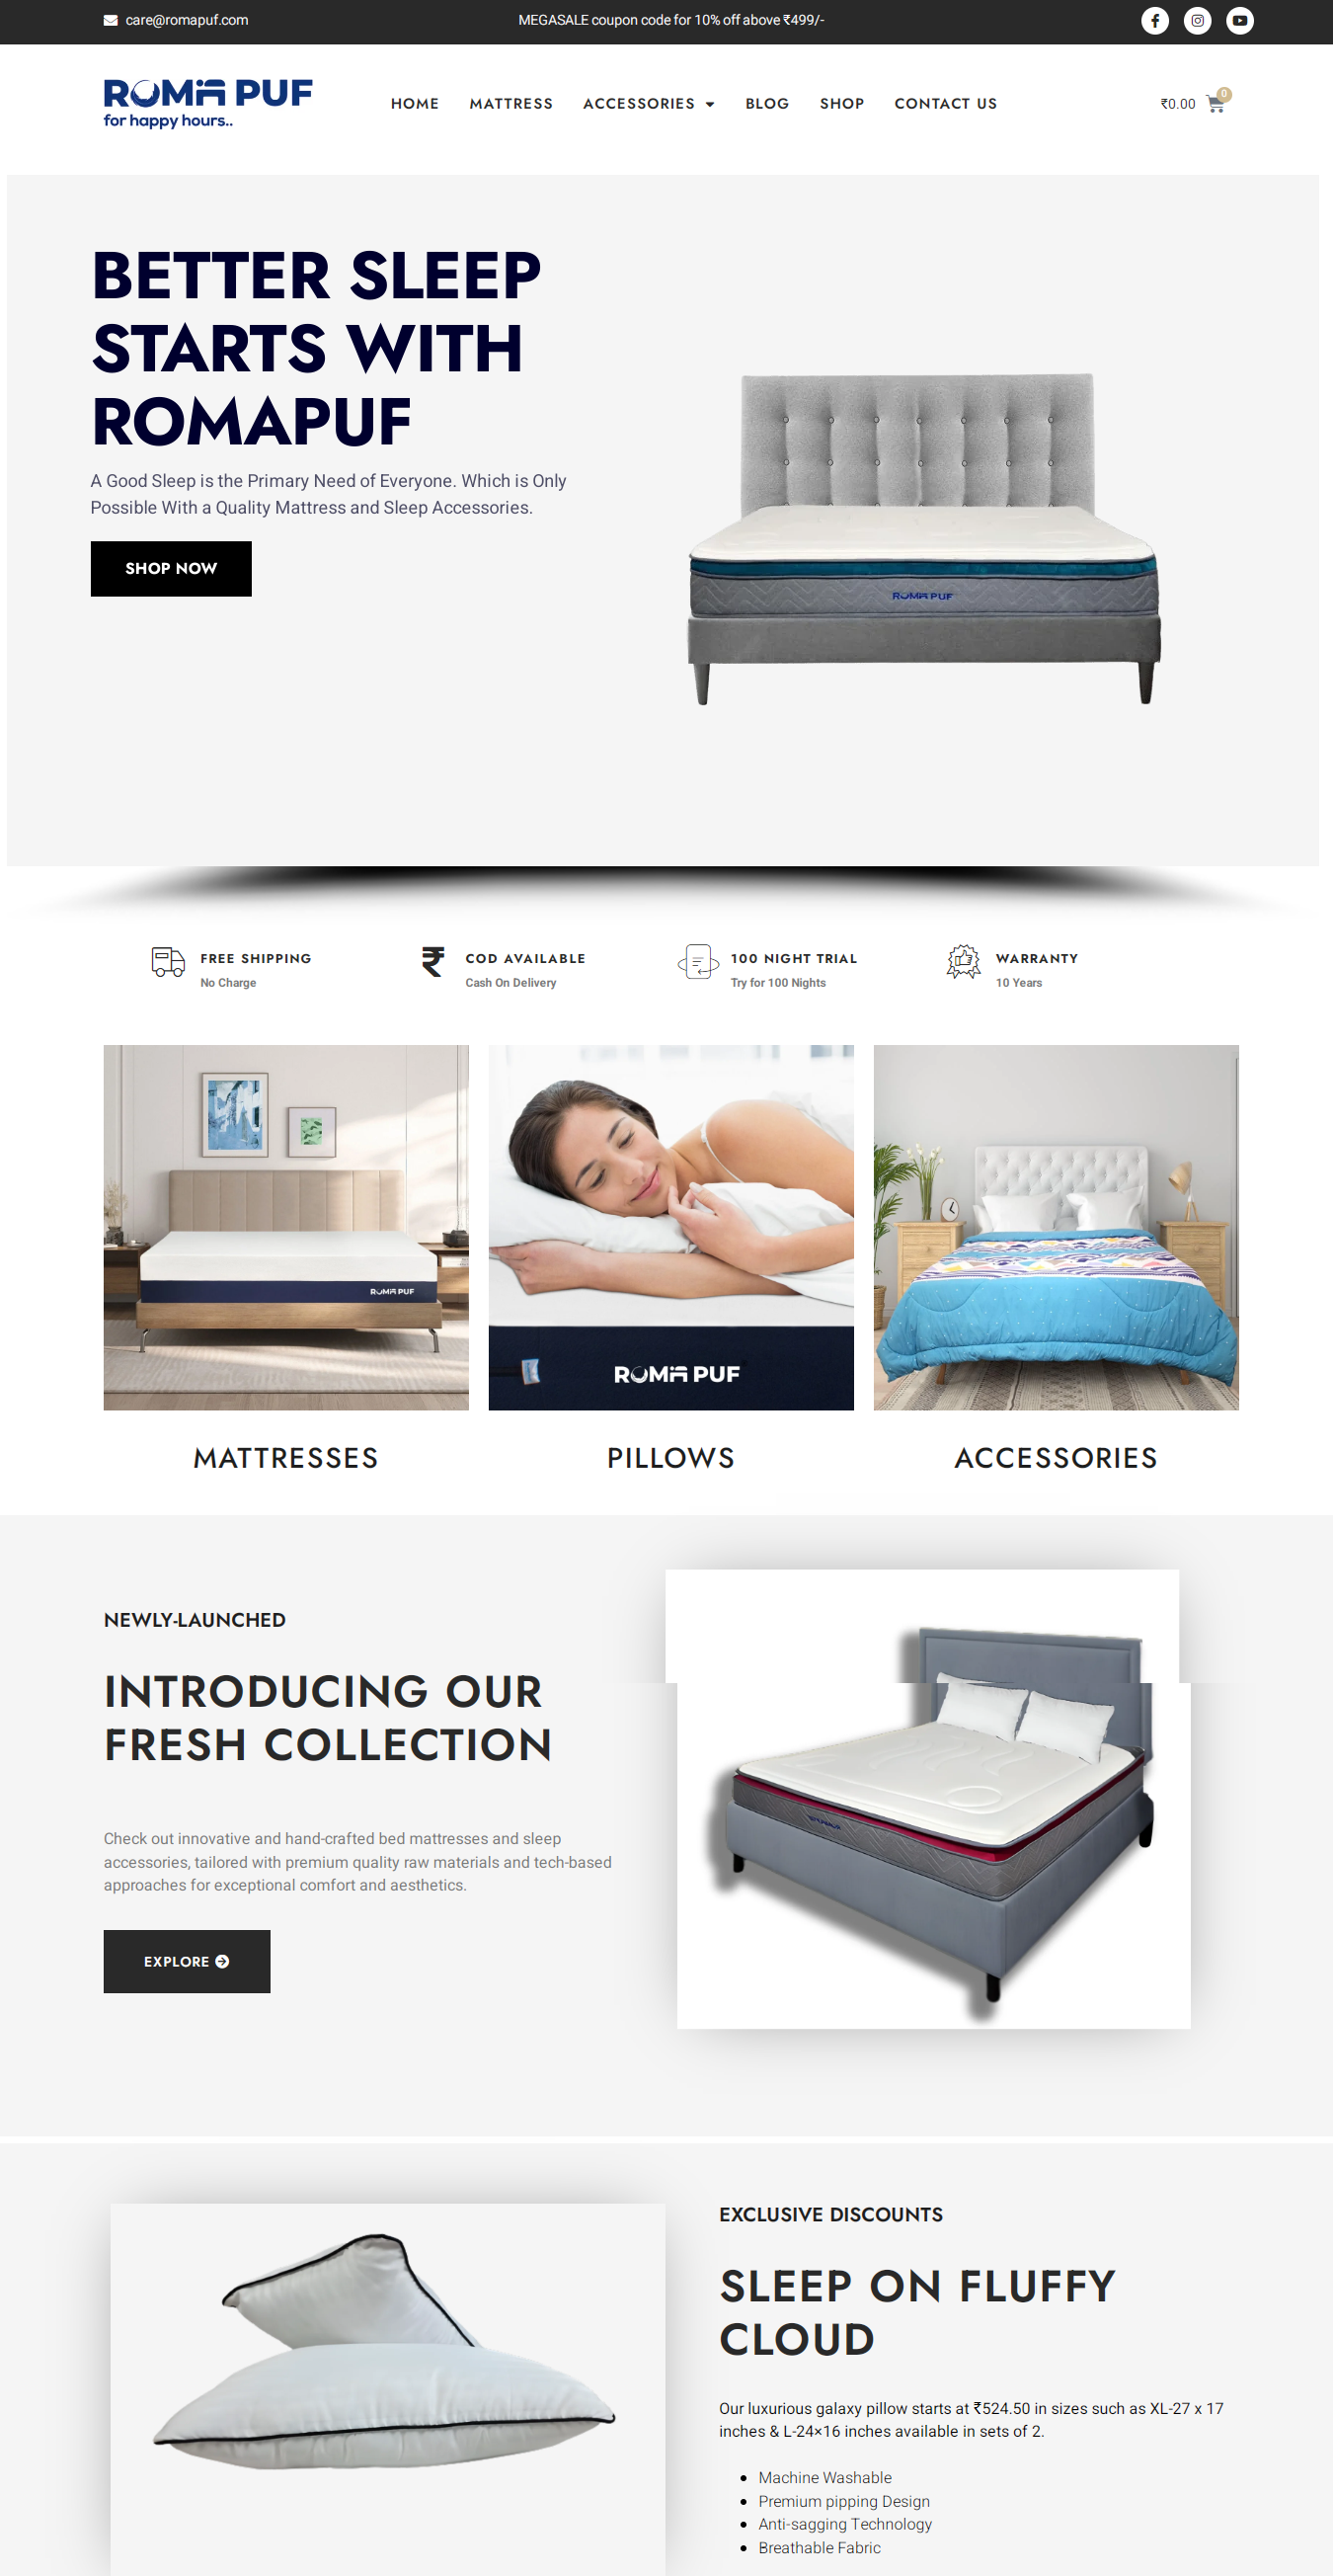 care@romapuf.com
MEGASALE coupon code for 10% off above ₹499/-
ROMA PUF
for happy hours..
HOME
MATTRESS
ACCESSORIES
BLOG
SHOP
CONTACT US
₹0.00
0
BETTER SLEEP
STARTS WITH
ROMAPUF
A Good Sleep is the Primary Need of Everyone. Which is Only
Possible With a Quality Mattress and Sleep Accessories.
SHOP NOW
ROMA PUF
FREE SHIPPING
No Charge
COD AVAILABLE
Cash On Delivery
100 NIGHT TRIAL
Try for 100 Nights
WARRANTY
10 Years
ROMA PUF
ROMA PUF
MATTRESSES
PILLOWS
ACCESSORIES
NEWLY-LAUNCHED
INTRODUCING OUR
FRESH COLLECTION
Check out innovative and hand-crafted bed mattresses and sleep
accessories, tailored with premium quality raw materials and tech-based
approaches for exceptional comfort and aesthetics.
EXPLORE
EXCLUSIVE DISCOUNTS
SLEEP ON FLUFFY
CLOUD
Our luxurious galaxy pillow starts at ₹524.50 in sizes such as XL-27 x 17
inches & L-24×16 inches available in sets of 2.
Machine Washable
Premium pipping Design
Anti-sagging Technology
Breathable Fabric